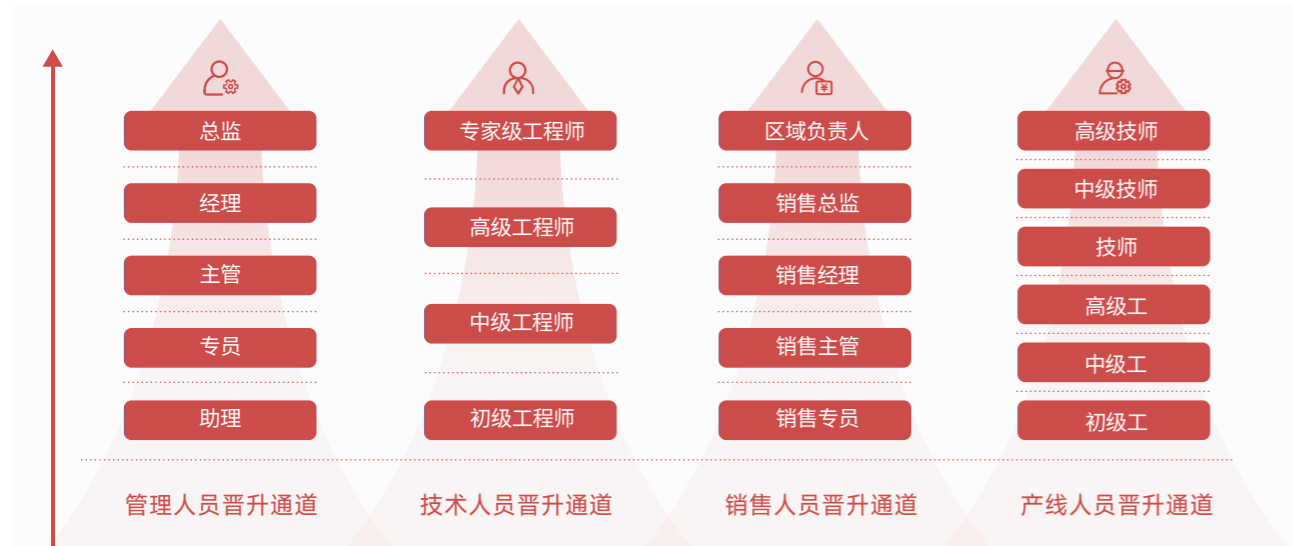 总监
经理
主管
专员
助理
管理人员晋升通道
专家级工程师
高级工程师
中级工程师
初级工程师
技术人员晋升通道
¥
区域负责人
销售总监
销售经理
销售主管
销售专员
销售人员晋升通道
高级技师
中级技师
技师
高级工
中级工
初级工
产线人员晋升通道